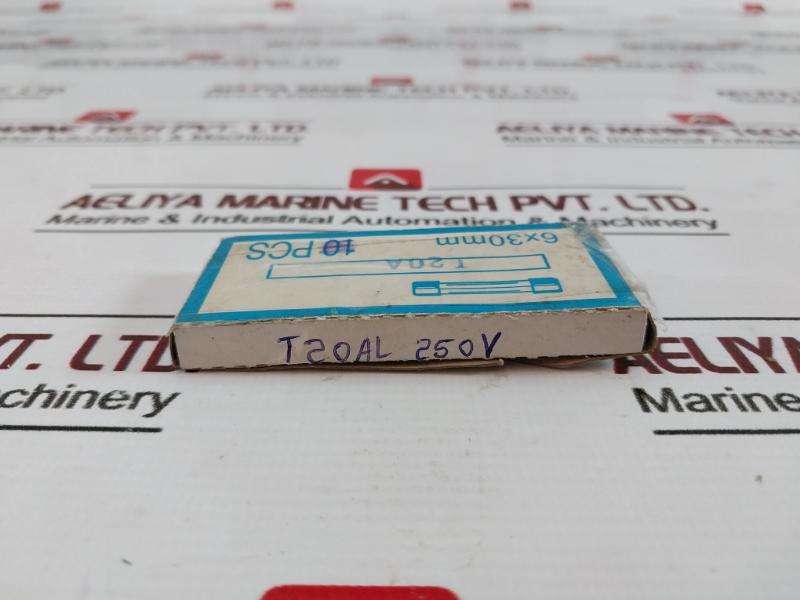 AELIYA MARINE TECH PVT. LTD.
Marine & Industrial Automation & Machinery
6x30mm
10 PCS
T20A
T20AL 250V
VT. LTD
achinery
AELIYA
Marine